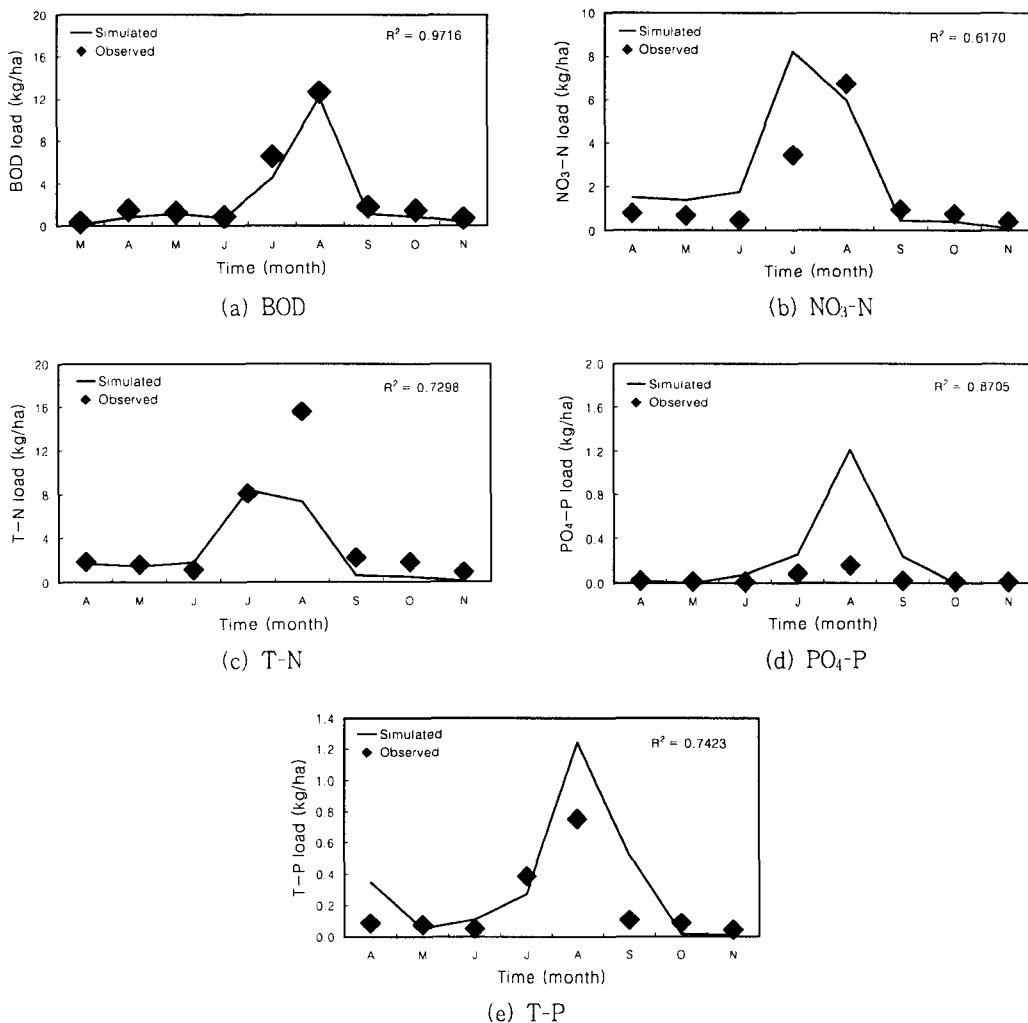 20
16
12
8
4
0
BOD load (kg/ha)
Simulated
Observed
R² = 0.9716
M A M J J A S O N
Time (month)
(a) BOD
10
8
6
4
2
0
NO₃-N load (kg/ha)
Simulated
Observed
R² = 0.6170
A M J J A S O N
Time (month)
(b) NO₃-N
20
16
12
8
4
0
T-N load (kg/ha)
Simulated
Observed
R² = 0.7298
A M J J A S O N
Time (month)
(c) T-N
2.0
1.6
1.2
0.8
0.4
0.0
PO₄-P load (kg/ha)
Simulated
Observed
R² = 0.8705
A M J J A S O N
Time (month)
(d) PO₄-P
1.4
1.2
1.0
0.8
0.6
0.4
0.2
0.0
T-P load (kg/ha)
Simulated
Observed
R² = 0.7423
A M J J A S O N
Time (month)
(e) T-P